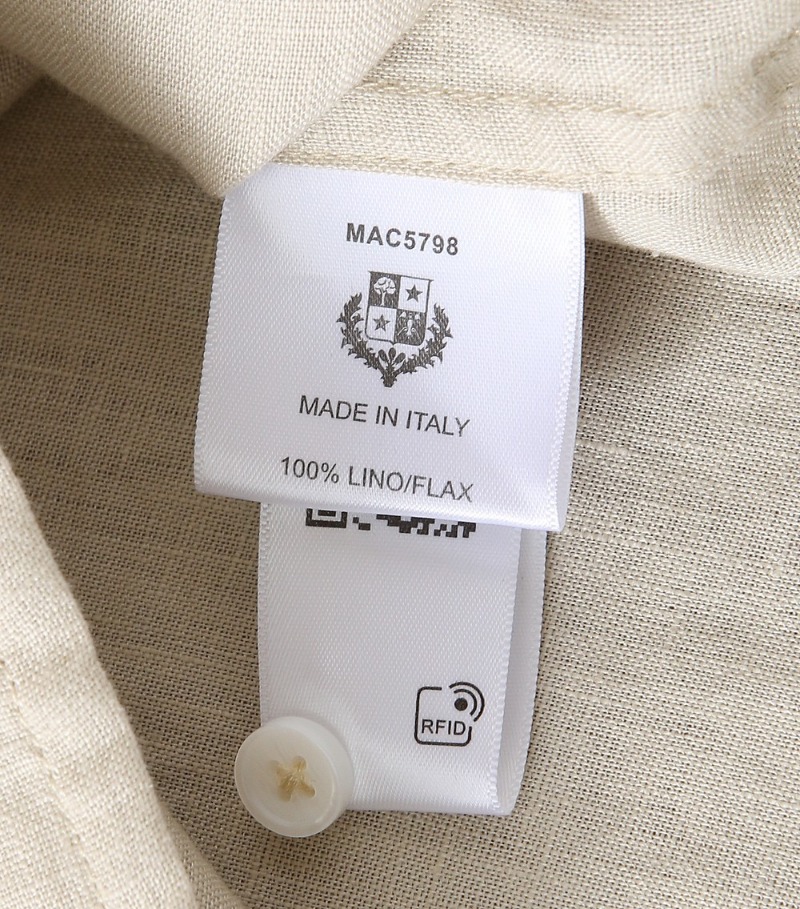 MAC5798
MADE IN ITALY
100% LINO/FLAX
RFID